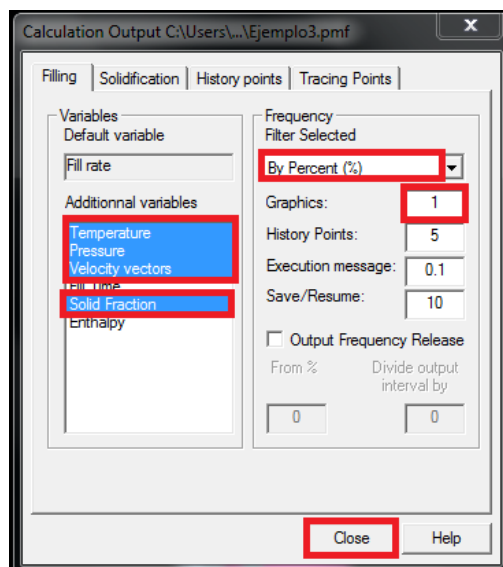 Calculation Output C:\Users\...\Ejemplo3.pmf
X
Filling
Solidification
History points
Tracing Points
Variables
Default variable
Fill rate
Additionnal variables
Temperature
Pressure
Velocity vectors
Fill Time
Solid Fraction
Enthalpy
Frequency
Filter Selected
By Percent (%)
Graphics: 1
History Points: 5
Execution message: 0.1
Save/Resume: 10
Output Frequency Release
From %
Divide output
interval by
0
0
Close
Help